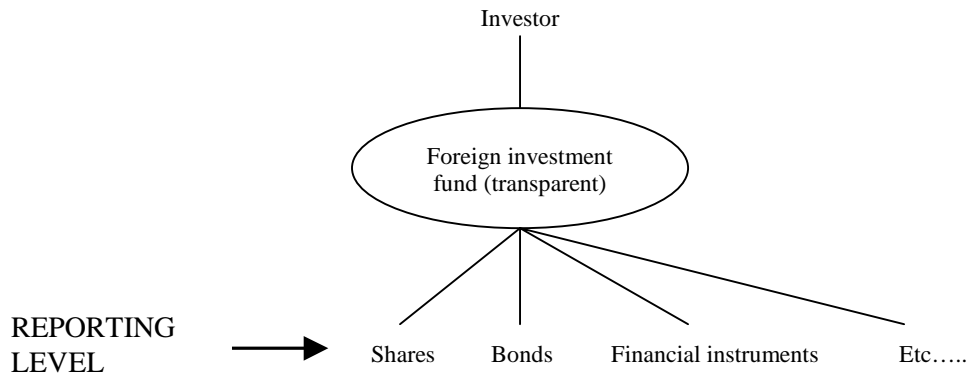 Investor
Foreign investment
fund (transparent)
REPORTING
LEVEL
Shares Bonds Financial instruments Etc…..